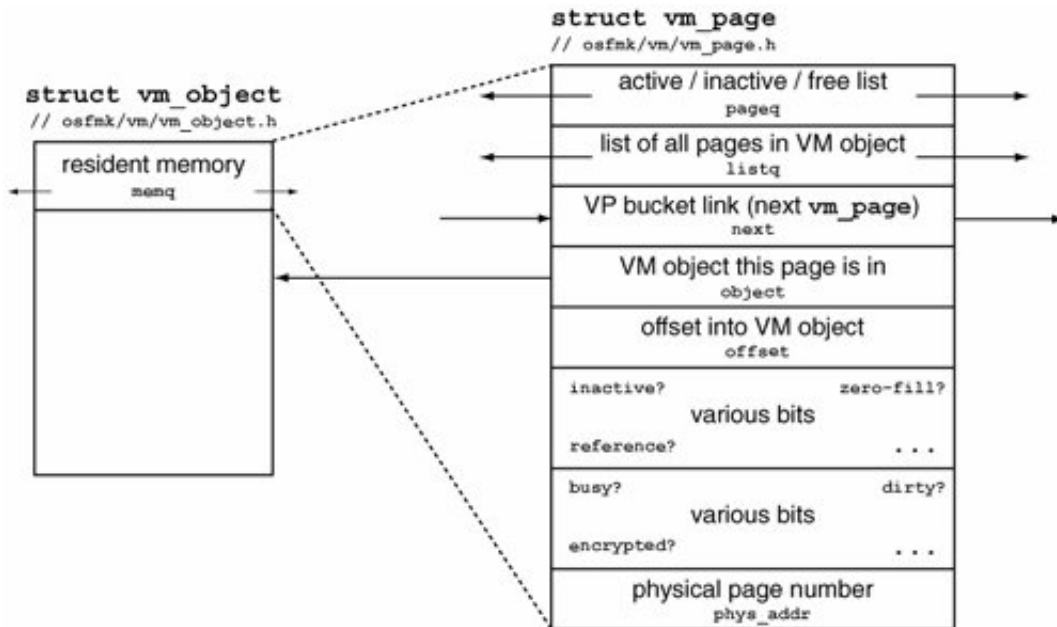 struct vm_object
// osfmk/vm/vm_object.h
resident memory
memq
struct vm_page
// osfmk/vm/vm_page.h
active / inactive / free list
pageq
list of all pages in VM object
listq
VP bucket link (next vm_page)
next
VM object this page is in
object
offset into VM object
offset
inactive? zero-fill?
various bits
reference? ...
busy? dirty?
various bits
encrypted? ...
physical page number
phys_addr